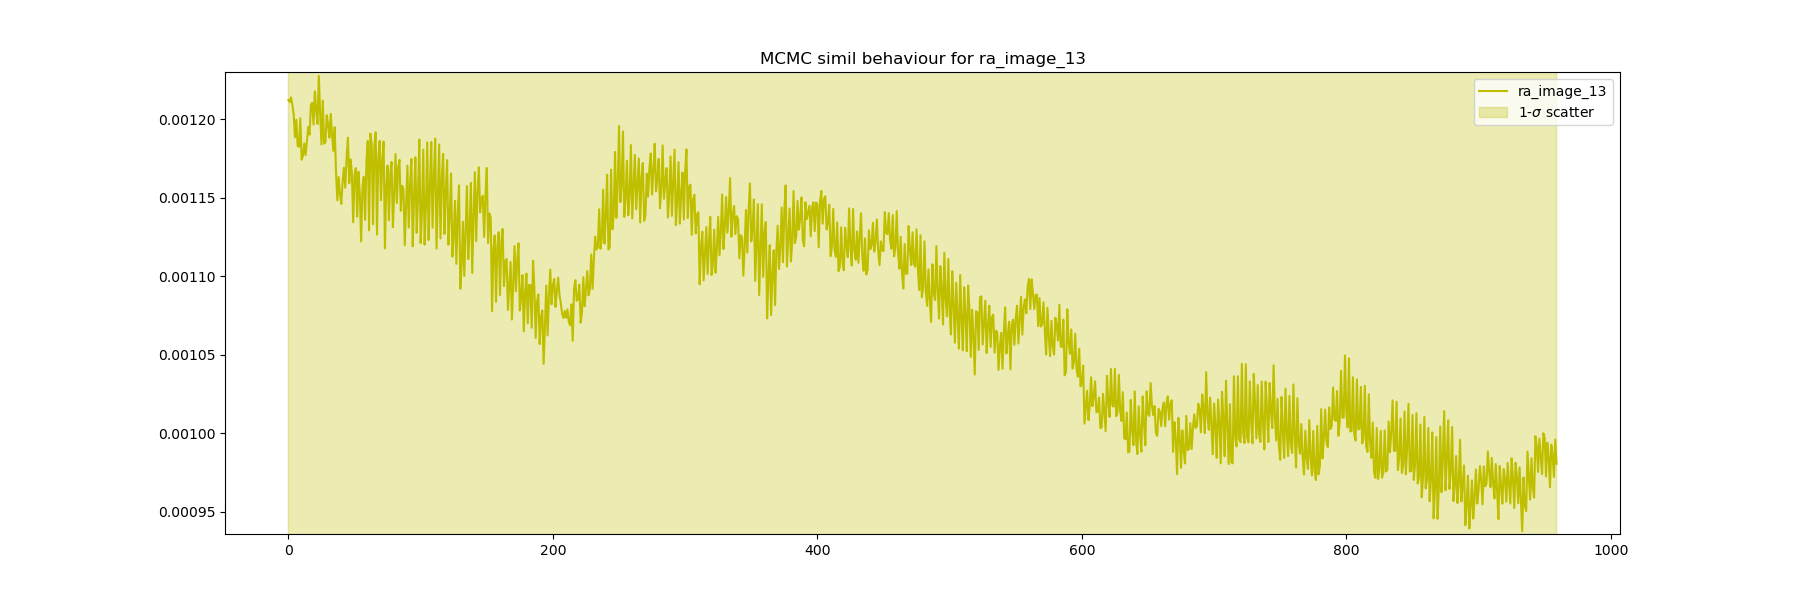 MCMC simil behaviour for ra_image_13
ra_image_13
1-σ scatter
0.00120
0.00115
0.00110
0.00105
0.00100
0.00095
0 200 400 600 800 1000